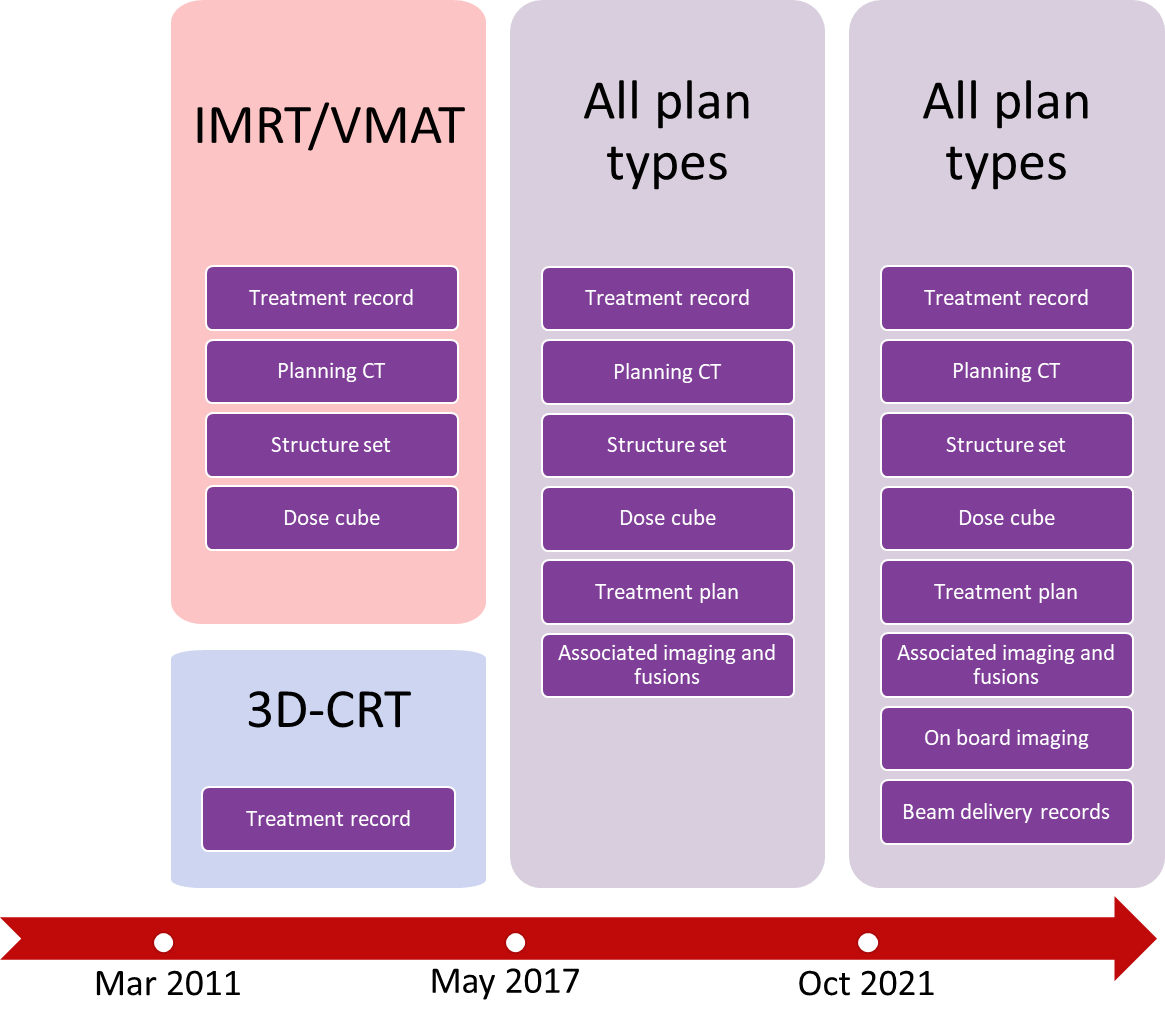 IMRT/VMAT
Treatment record
Planning CT
Structure set
Dose cube
3D-CRT
Treatment record
All plan
types
Treatment record
Planning CT
Structure set
Dose cube
Treatment plan
Associated imaging and
fusions
All plan
types
Treatment record
Planning CT
Structure set
Dose cube
Treatment plan
Associated imaging and
fusions
On board imaging
Beam delivery records
Mar 2011
May 2017
Oct 2021